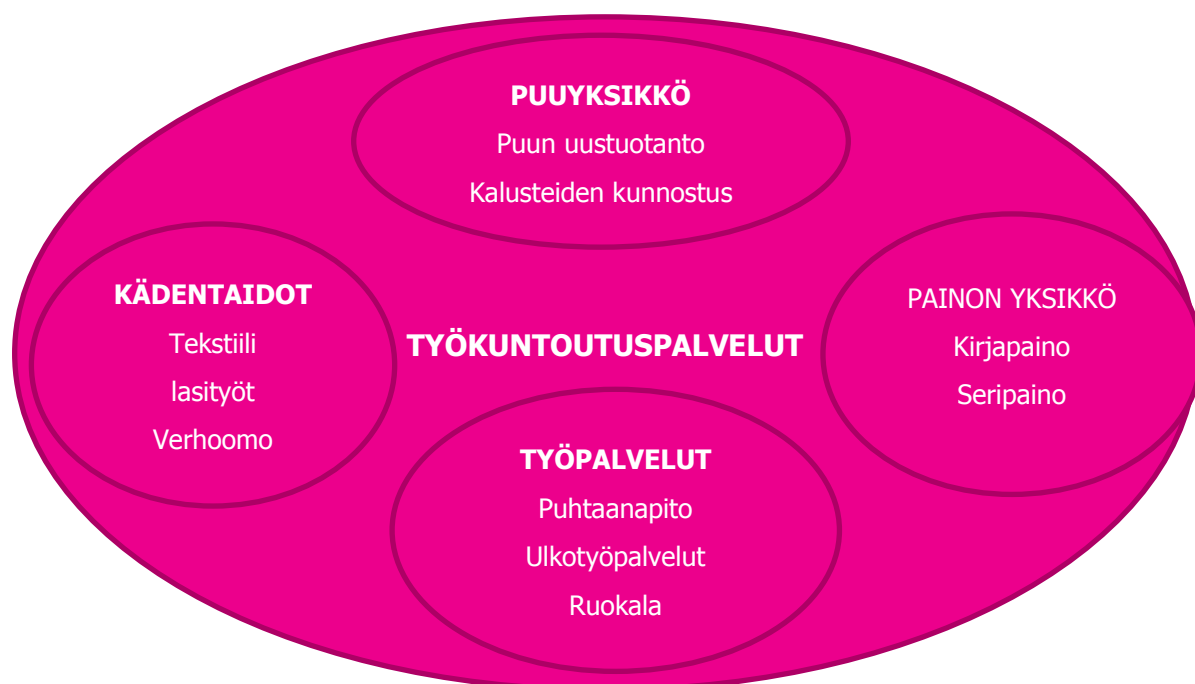 PUUYKSIKKÖ
Puun uustuotanto
Kalusteiden kunnostus
KÄDENTAIDOT
Tekstiili
lasityöt
Verhoomo
TYÖKUNTOUTUSPALVELUT
PAINON YKSIKKÖ
Kirjapaino
Seripaino
TYÖPALVELUT
Puhtaanapito
Ulkotyöpalvelut
Ruokala